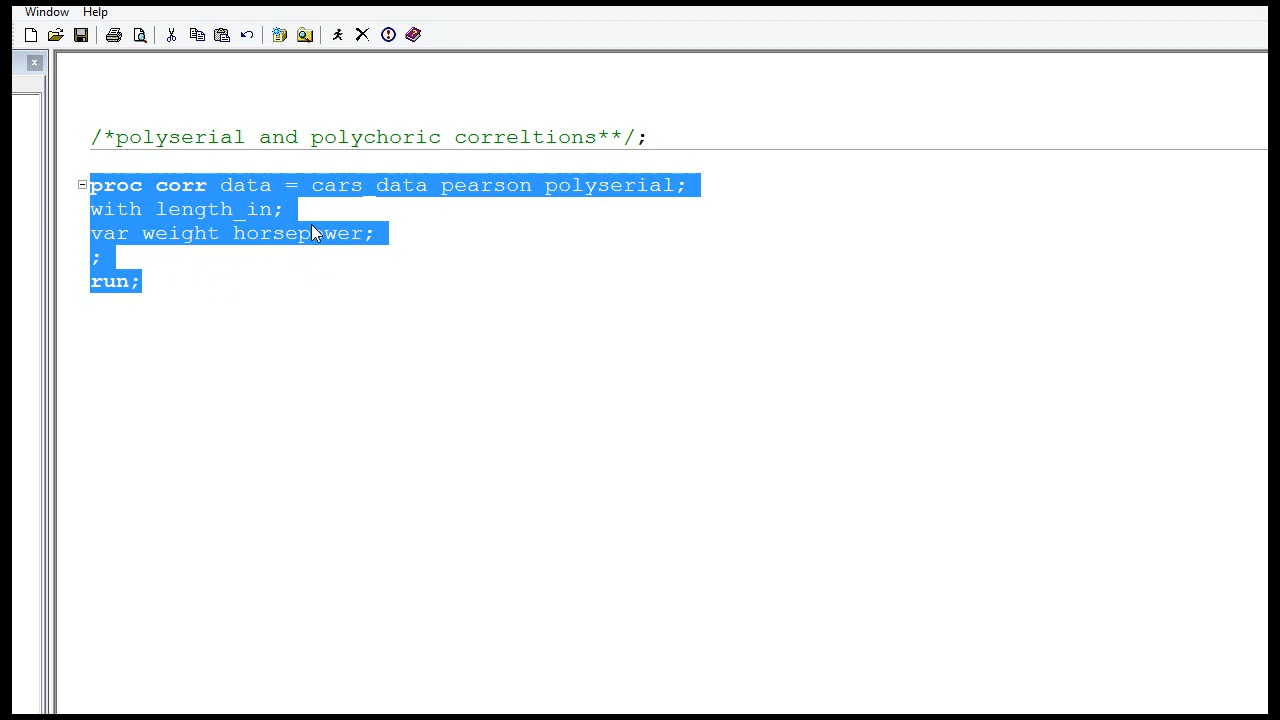 Window Help
x
/*polyserial and polychoric correltions**/;
proc corr data = cars_data pearson polyserial;
with length_in;
var weight horsepower;
;
run;